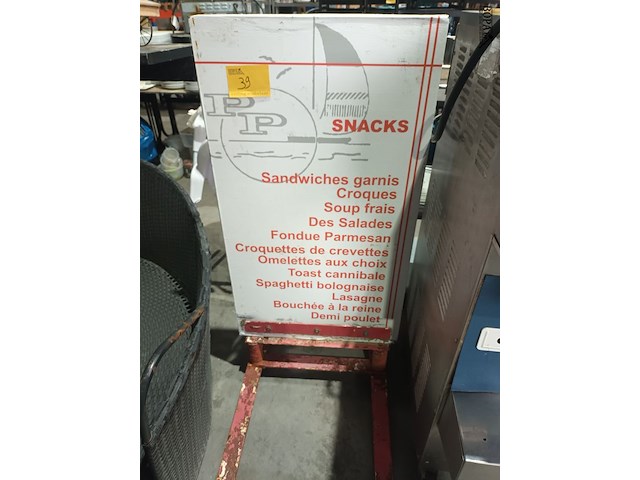 39
PP
SNACKS
Sandwiches garnis
Croques
Soup frais
Des Salades
Fondue Parmesan
Croquettes de crevettes
Omelettes aux choix
Toast cannibale
Spaghetti bolognaise
Lasagne
Bouchée à la reine
Demi poulet